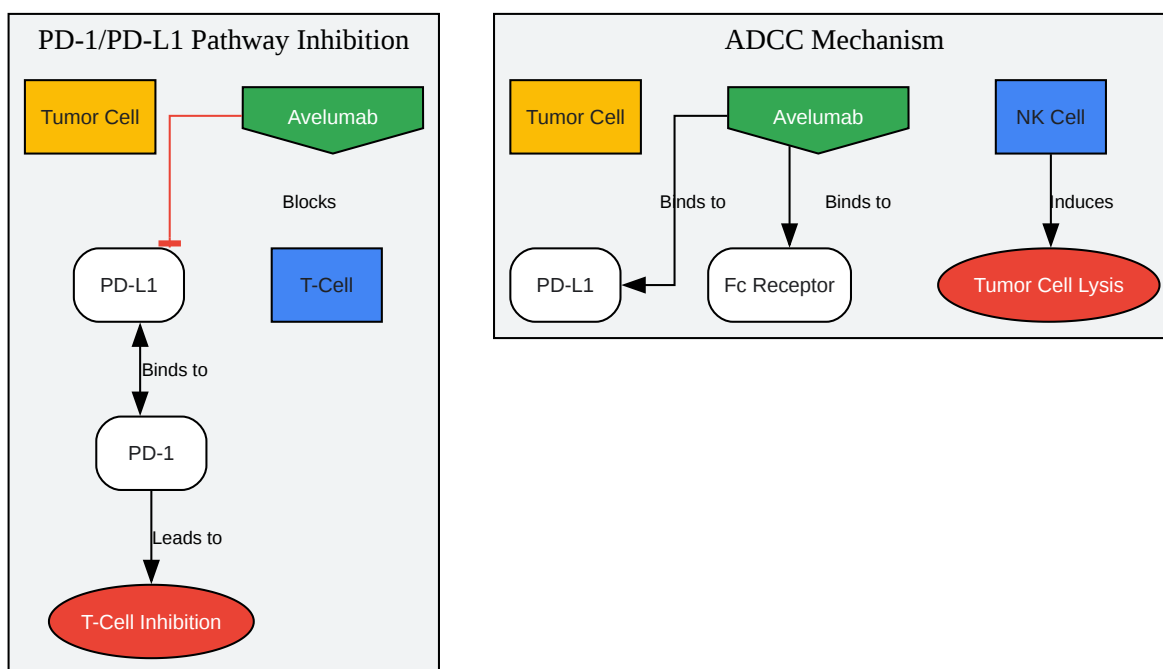 PD-1/PD-L1 Pathway Inhibition
Tumor Cell
Avelumab
Blocks
PD-L1
T-Cell
Binds to
PD-1
Leads to
T-Cell Inhibition
ADCC Mechanism
Tumor Cell
Avelumab
NK Cell
Binds to
Binds to
Induces
PD-L1
Fc Receptor
Tumor Cell Lysis